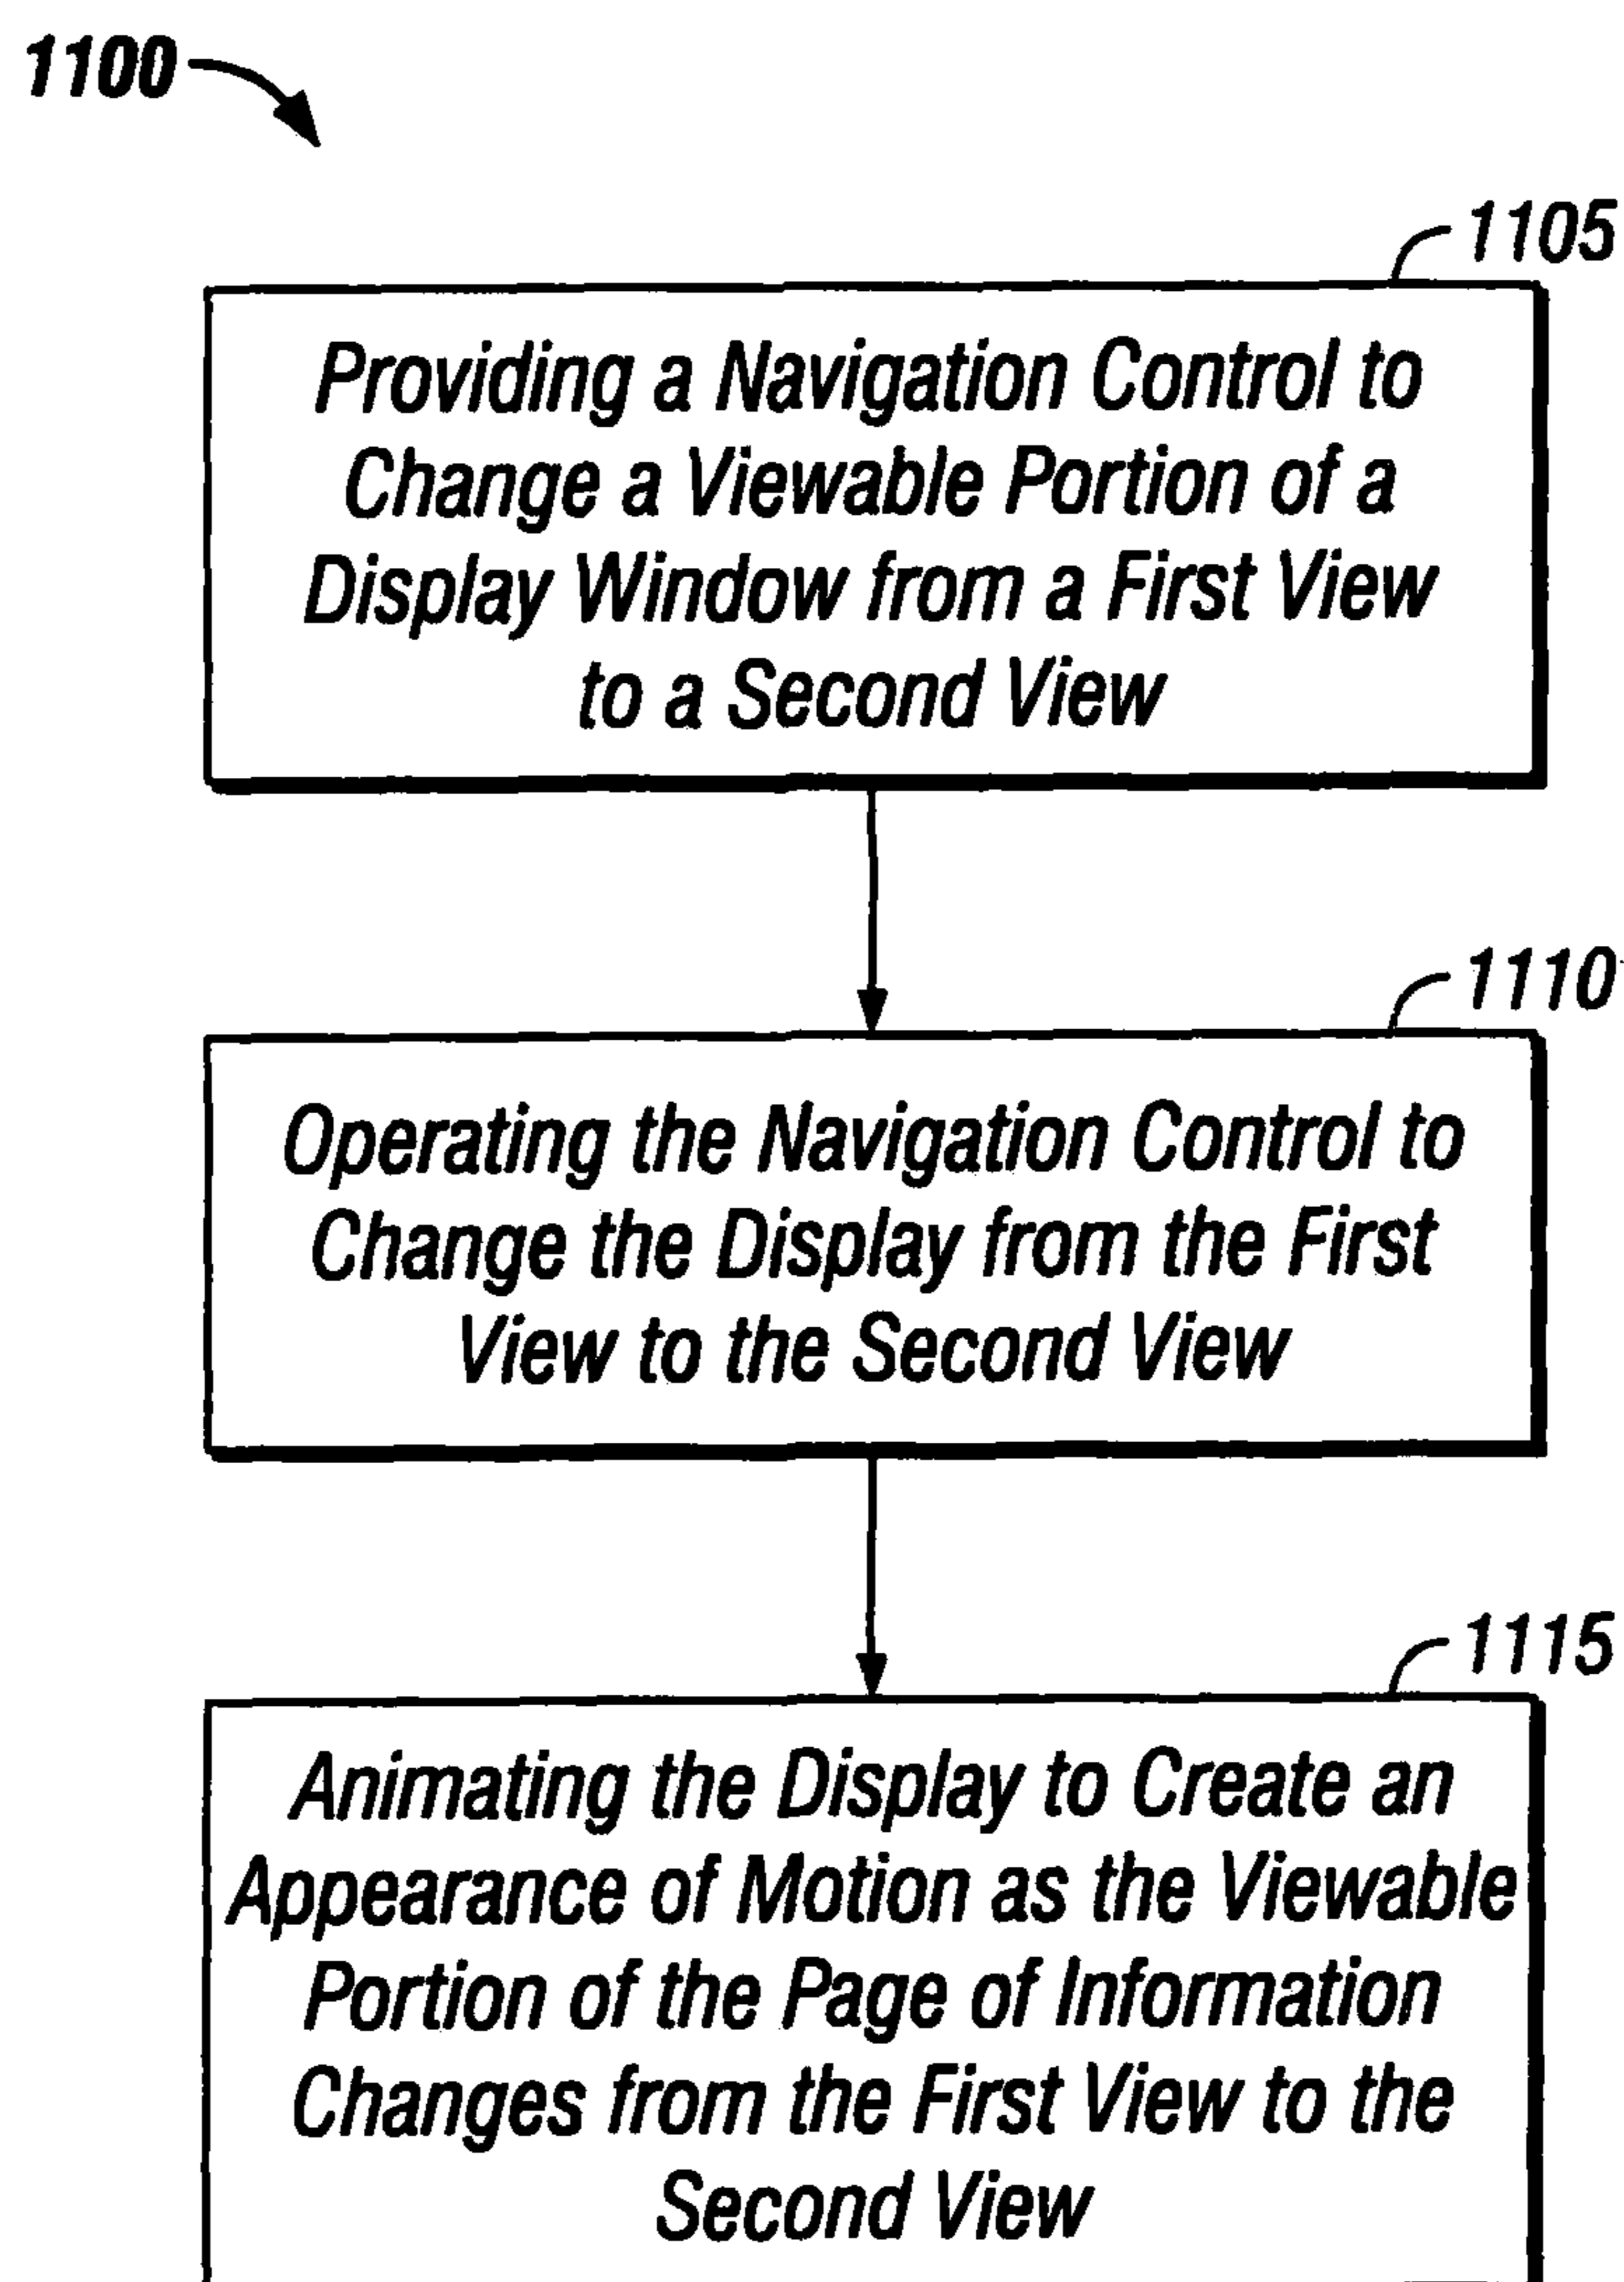 1100
1105
Providing a Navigation Control to
Change a Viewable Portion of a
Display Window from a First View
to a Second View
1110
Operating the Navigation Control to
Change the Display from the First
View to the Second View
1115
Animating the Display to Create an
Appearance of Motion as the Viewable
Portion of the Page of Information
Changes from the First View to the
Second View